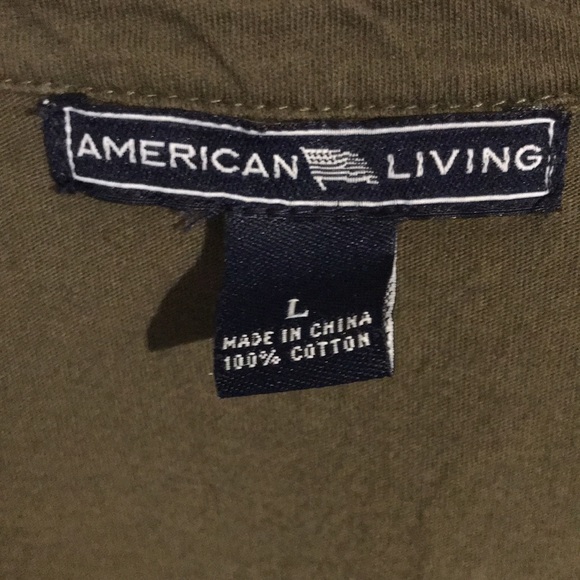 AMERICAN LIVING
L
MADE IN CHINA
100% COTTON